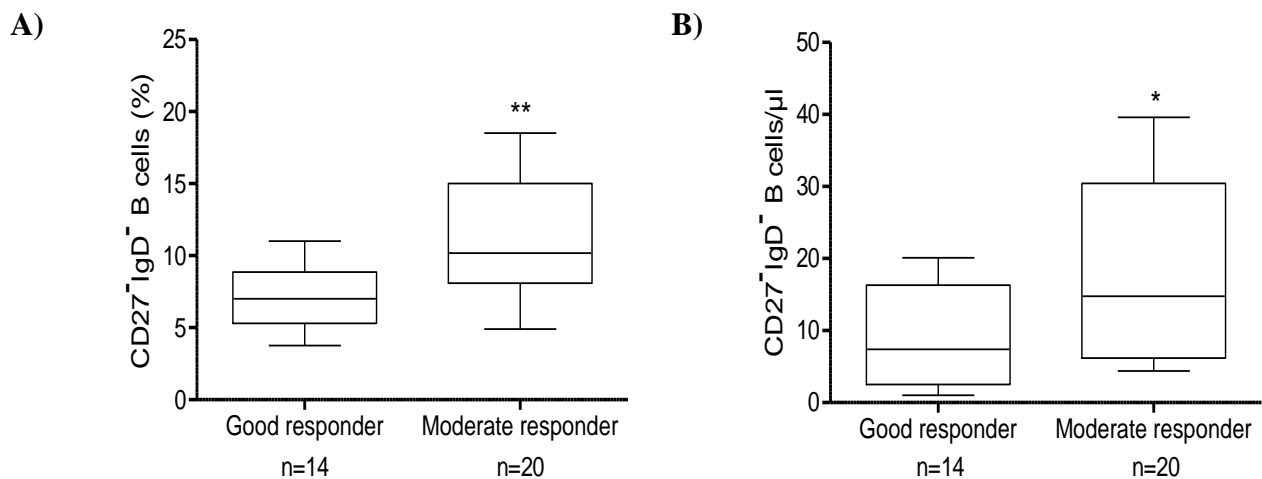 A)
CD27⁻IgD⁻ B cells (%)
25
20
15
10
5
0
**
Good responder
Moderate responder
n=14
n=20
B)
CD27⁻IgD⁻ B cells/µl
50
40
30
20
10
0
*
Good responder
Moderate responder
n=14
n=20